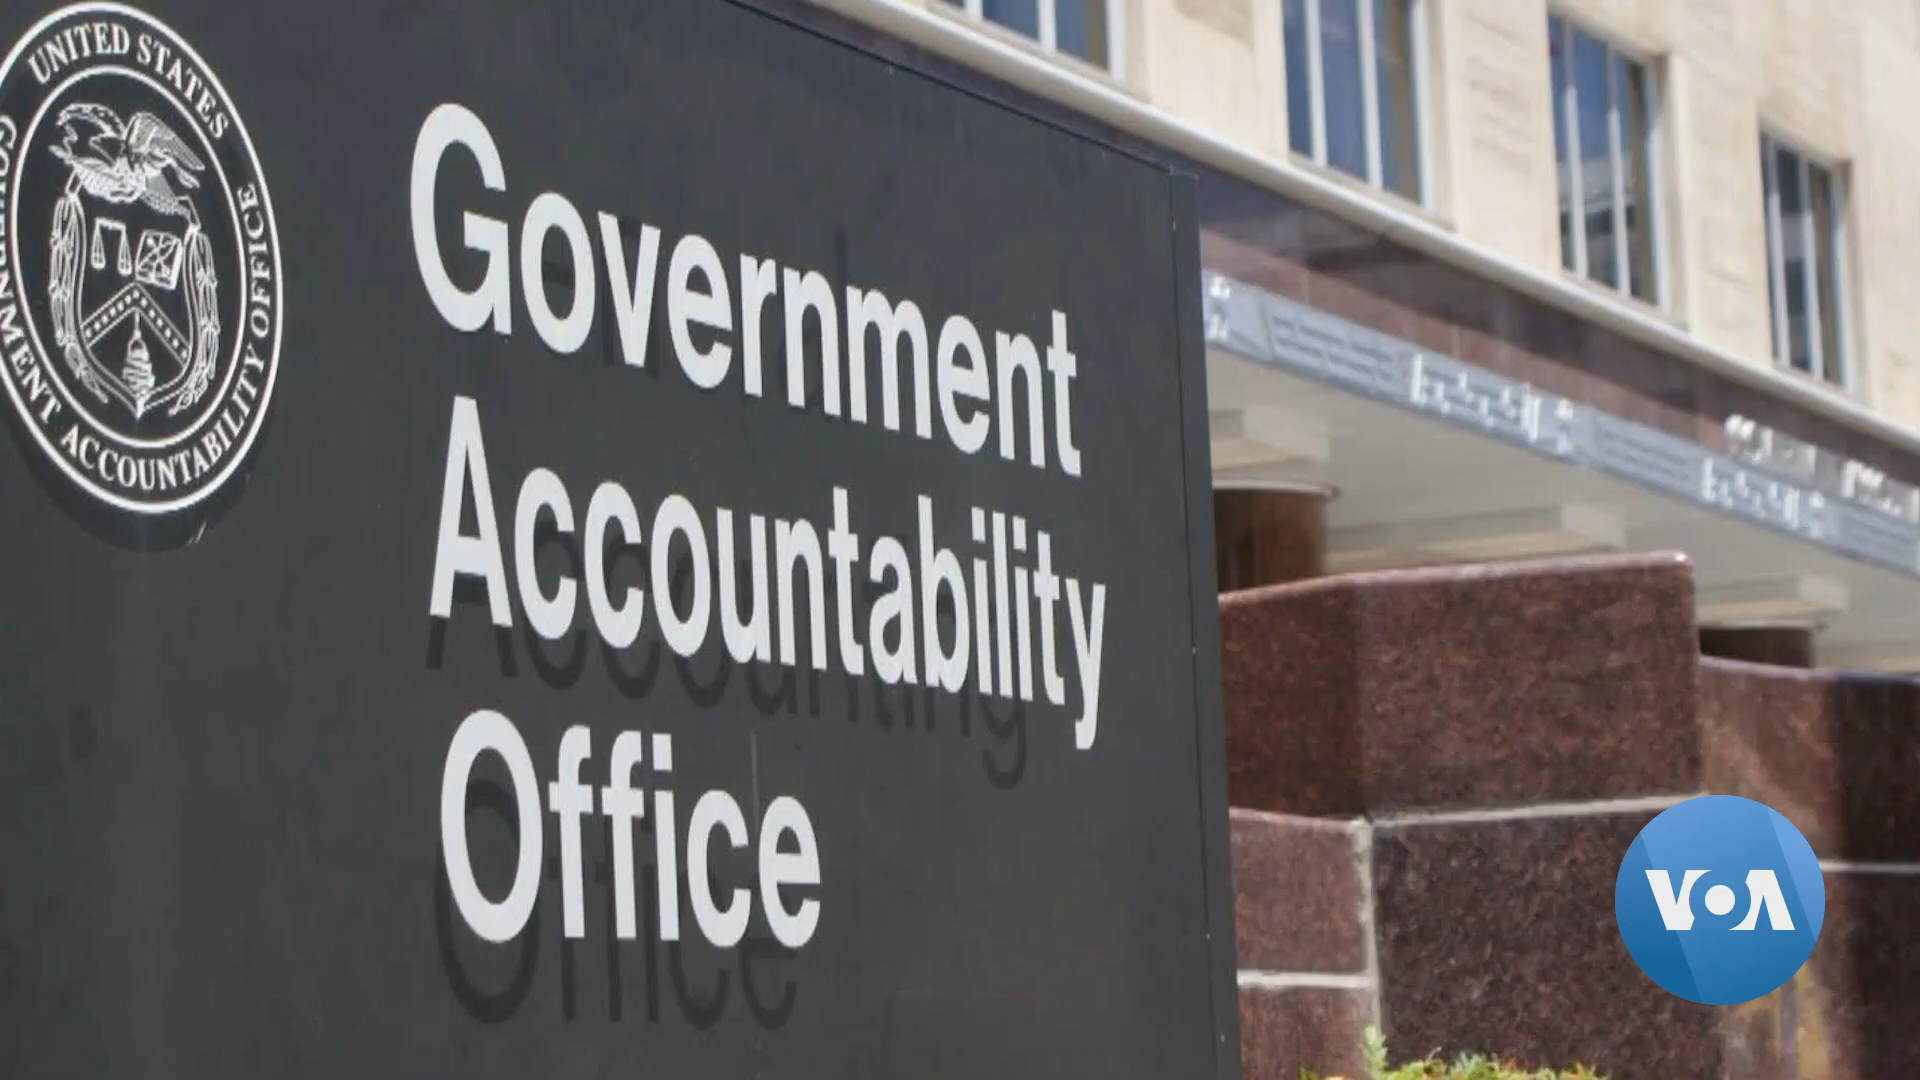 UNITED STATES
GOVERNMENT ACCOUNTABILITY OFFICE
Government
Accountability
Office
VOA